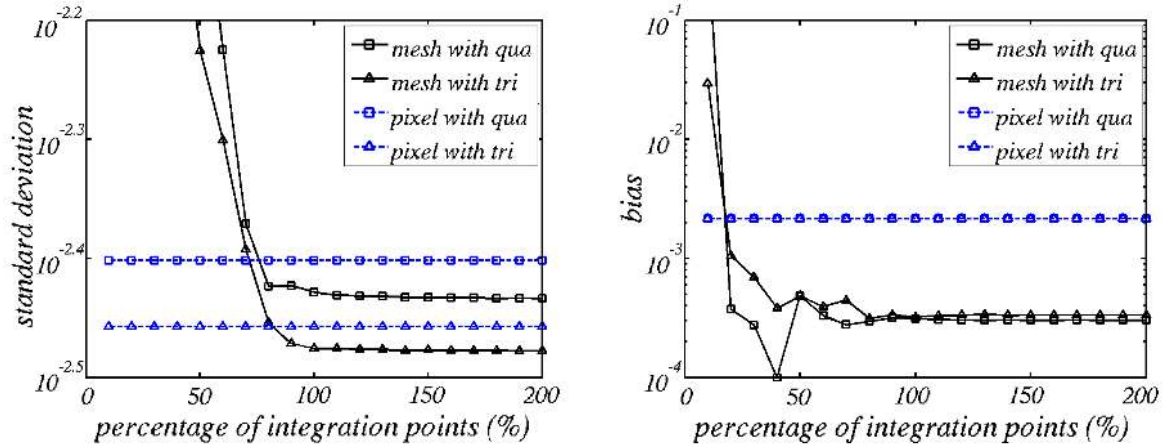 10^-2.2
10^-2.3
10^-2.4
10^-2.5
standard deviation
mesh with qua
mesh with tri
pixel with qua
pixel with tri
0 50 100 150 200
percentage of integration points (%)
10^-1
10^-2
10^-3
10^-4
bias
mesh with qua
mesh with tri
pixel with qua
pixel with tri
0 50 100 150 200
percentage of integration points (%)